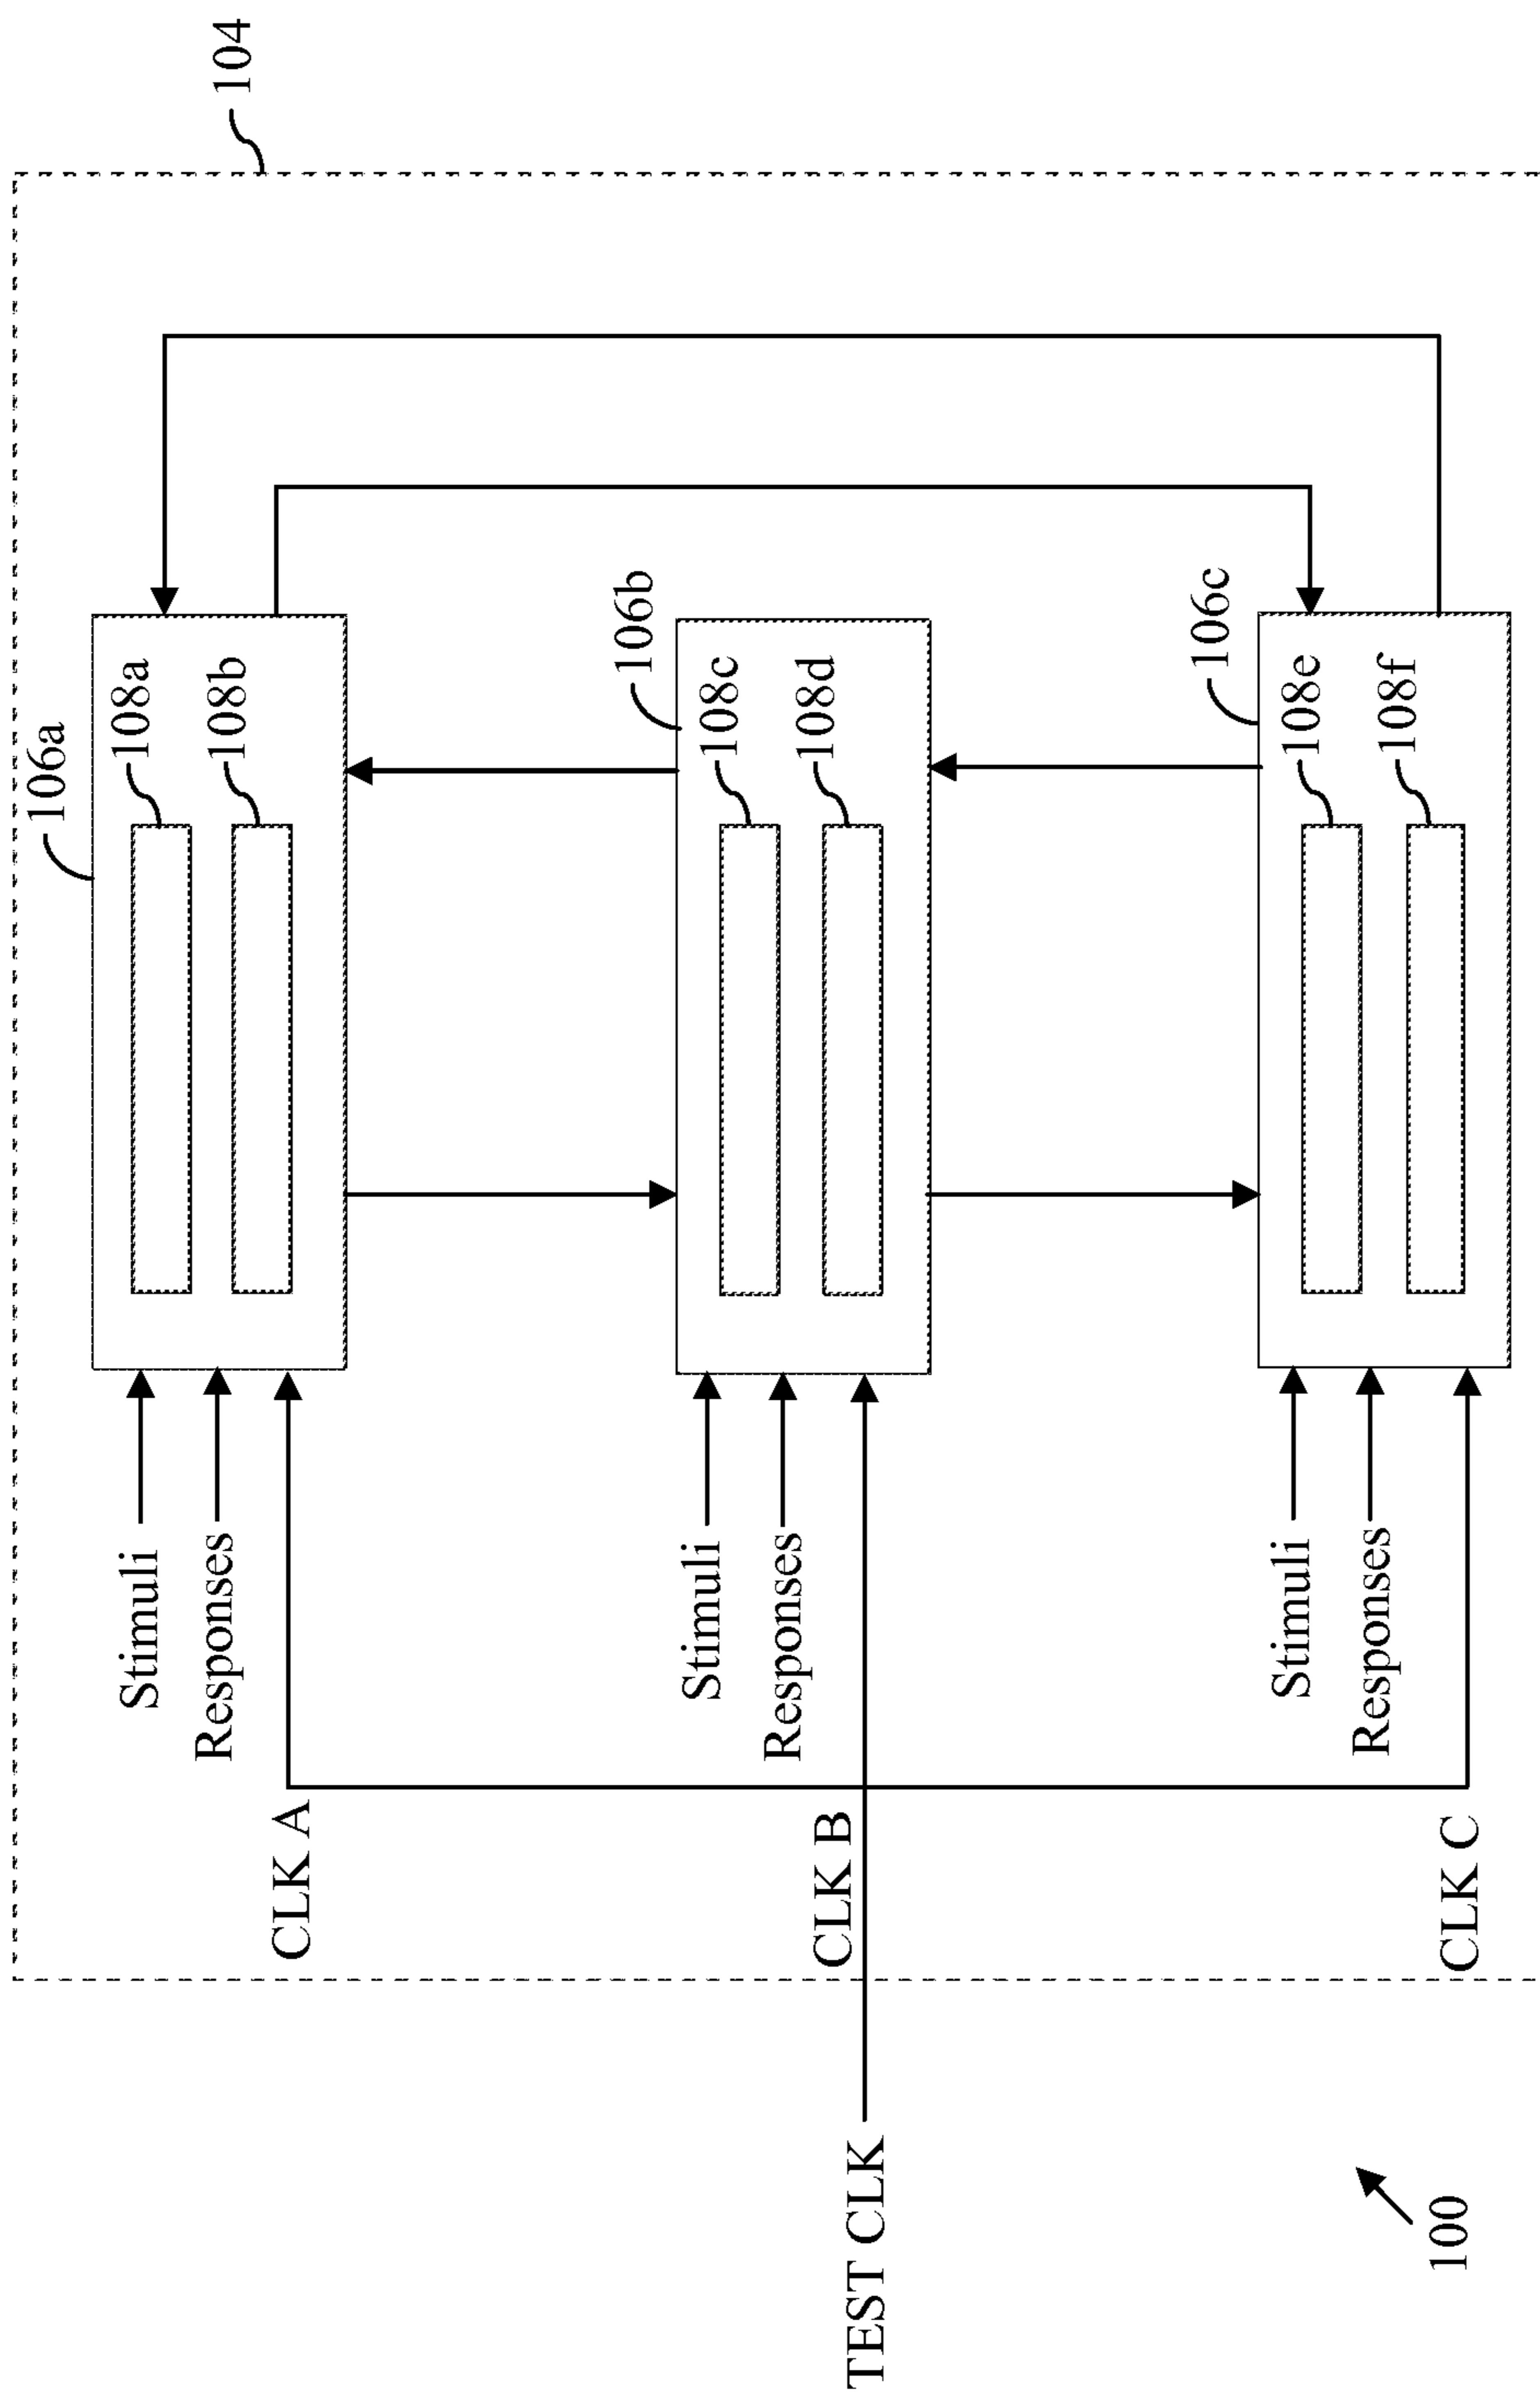 104
106a
108a
108b
Stimuli
Responses
CLK A
106b
108c
108d
Stimuli
Responses
CLK B
TEST CLK
106c
108e
108f
Stimuli
Responses
CLK C
100